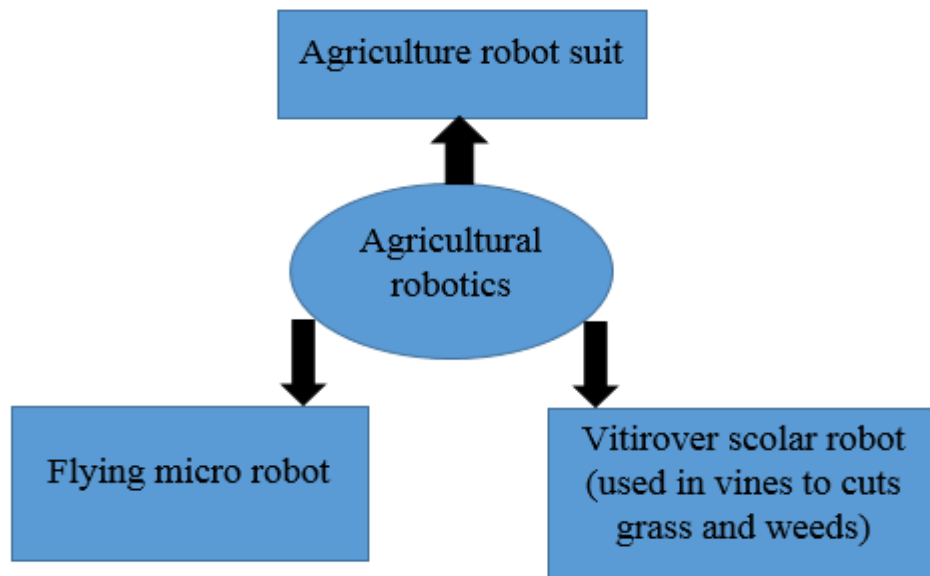 Agriculture robot suit
Agricultural
robotics
Flying micro robot
Vitirover scolar robot
(used in vines to cuts
grass and weeds)